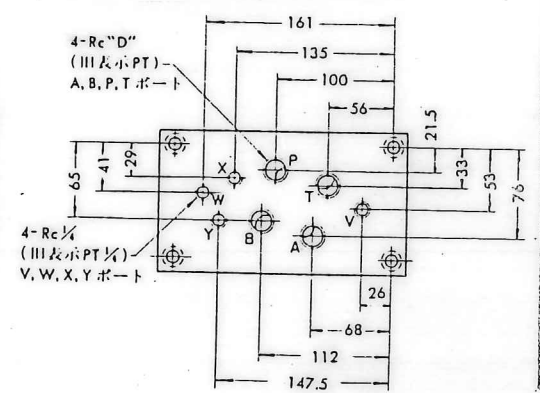 161
4-Rc"D"
135
(旧表示PT)
100
A, B, P, T ポート
56
21.5
P
X
T
W
V
Y
B
A
65
41
29
33
53
76
4-Rc¼
(旧表示PT¼)
V, W, X, Y ポート
26
68
112
147.5